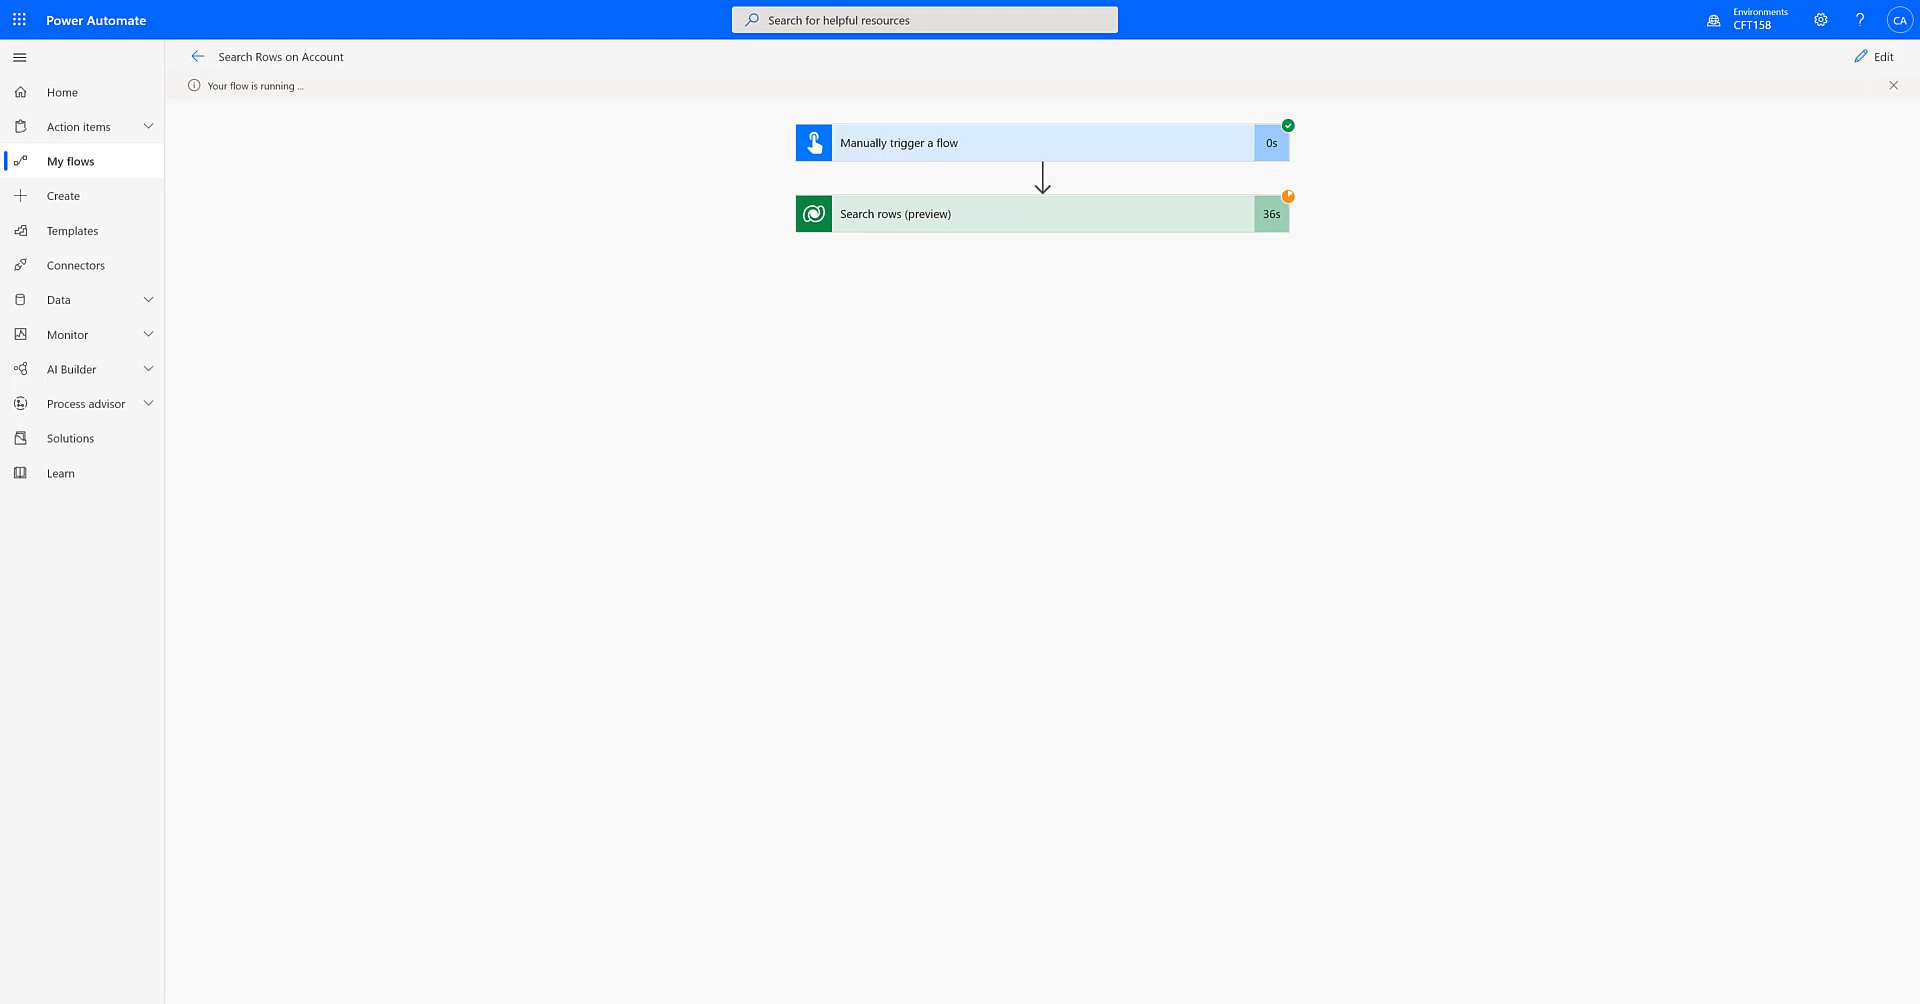 Power Automate
Search for helpful resources
Environments
CFT158
?
CA
Search Rows on Account
Edit
Your flow is running ...
Home
Action items
My flows
Create
Templates
Connectors
Data
Monitor
AI Builder
Process advisor
Solutions
Learn
Manually trigger a flow
0s
Search rows (preview)
36s